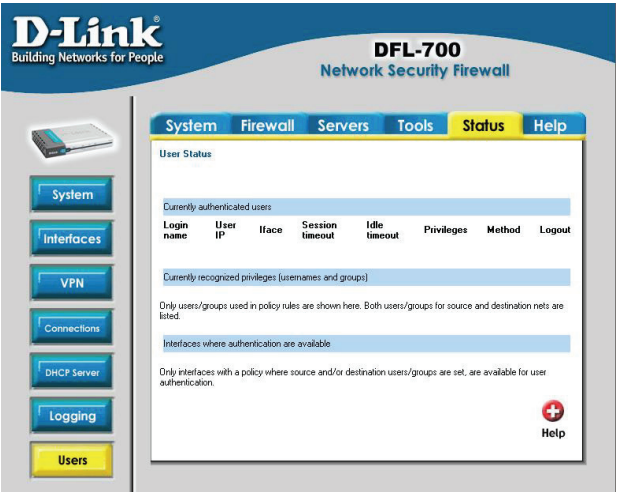 D-Link®
Building Networks for People
DFL-700
Network Security Firewall
System Firewall Servers Tools Status Help
User Status
System
Interfaces
VPN
Connections
DHCP Server
Logging
Users
Currently authenticated users
Login name User IP Iface Session timeout Idle timeout Privileges Method Logout
Currently recognized privileges (usernames and groups)
Only users/groups used in policy rules are shown here. Both users/groups for source and destination nets are
listed.
Interfaces where authentication are available
Only interfaces with a policy where source and/or destination users/groups are set, are available for user
authentication.
Help